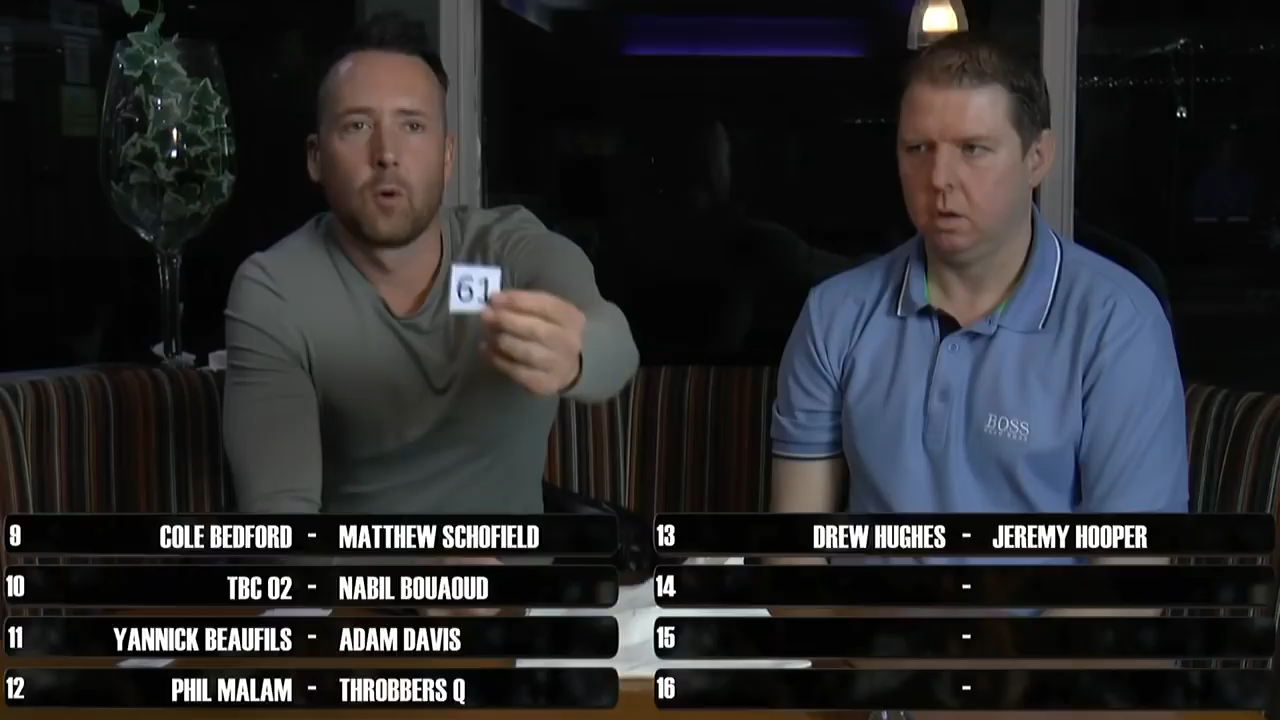 61
BOSS
9 COLE BEDFORD - MATTHEW SCHOFIELD
10 TBC 02 - NABIL BOUAOUD
11 YANNICK BEAUFILS - ADAM DAVIS
12 PHIL MALAM - THROBBERS Q
13 DREW HUGHES - JEREMY HOOPER
14 -
15 -
16 -